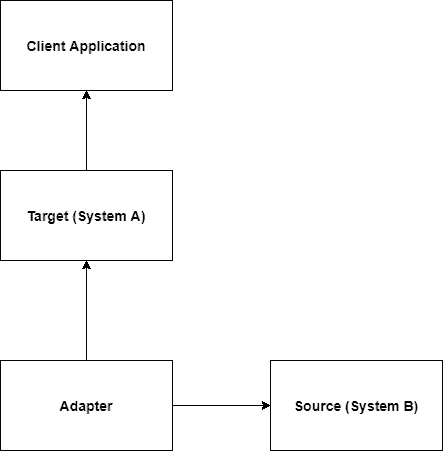 Client Application
Target (System A)
Adapter
Source (System B)